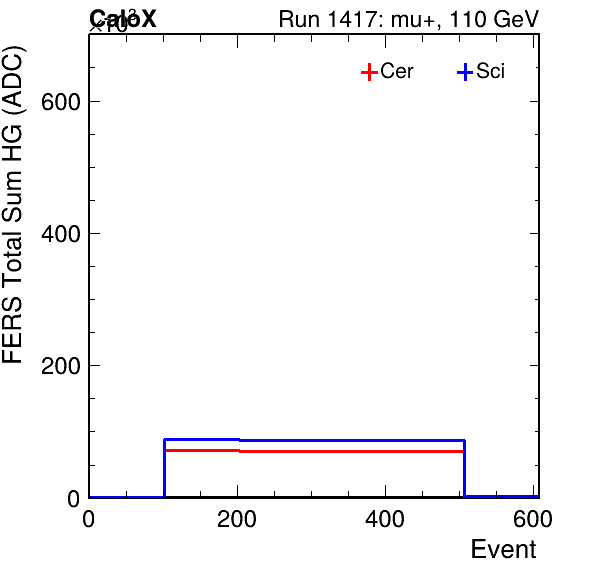 CaloX Run 1417: mu+, 110 GeV
×10³
Cer Sci
FERS Total Sum HG (ADC)
600
400
200
0
0 200 400 600
Event